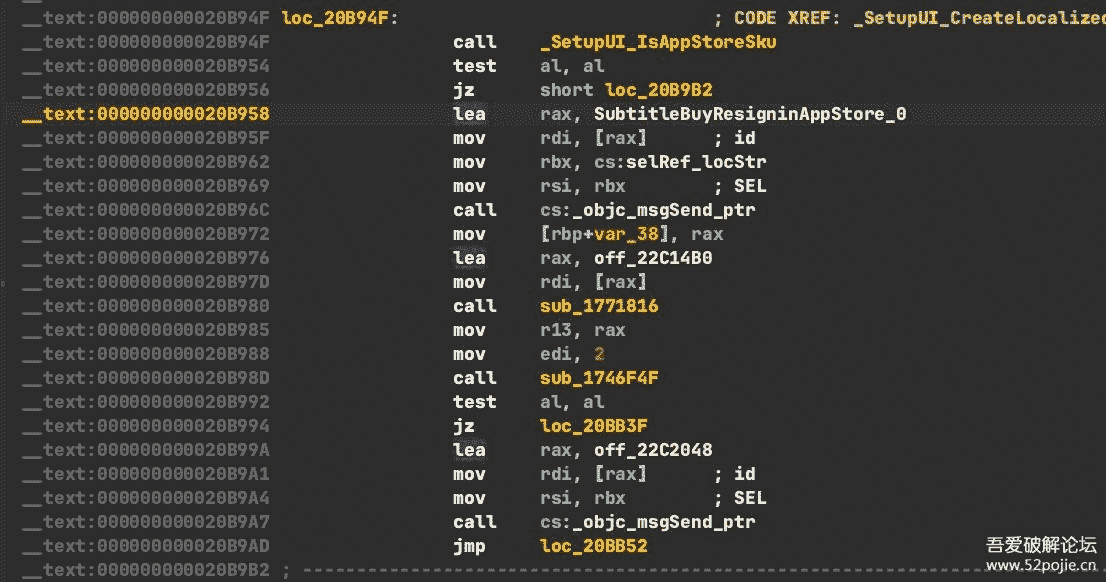 __text:000000000020B94F loc_20B94F: ; CODE XREF: _SetupUI_CreateLocalized
__text:000000000020B94F call _SetupUI_IsAppStoreSku
__text:000000000020B954 test al, al
__text:000000000020B956 jz short loc_20B9B2
__text:000000000020B958 lea rax, SubtitleBuyResigninAppStore_0
__text:000000000020B95F mov rdi, [rax] ; id
__text:000000000020B962 mov rbx, cs:selRef_locStr
__text:000000000020B969 mov rsi, rbx ; SEL
__text:000000000020B96C call cs:_objc_msgSend_ptr
__text:000000000020B972 mov [rbp+var_38], rax
__text:000000000020B976 lea rax, off_22C14B0
__text:000000000020B97D mov rdi, [rax]
__text:000000000020B980 call sub_1771816
__text:000000000020B985 mov r13, rax
__text:000000000020B988 mov edi, 2
__text:000000000020B98D call sub_1746F4F
__text:000000000020B992 test al, al
__text:000000000020B994 jz loc_20BB3F
__text:000000000020B99A lea rax, off_22C2048
__text:000000000020B9A1 mov rdi, [rax] ; id
__text:000000000020B9A4 mov rsi, rbx ; SEL
__text:000000000020B9A7 call cs:_objc_msgSend_ptr
__text:000000000020B9AD jmp loc_20BB52
__text:000000000020B9B2 ; ---------------------------------------------------------------------------
吾爱破解论坛
www.52pojie.cn